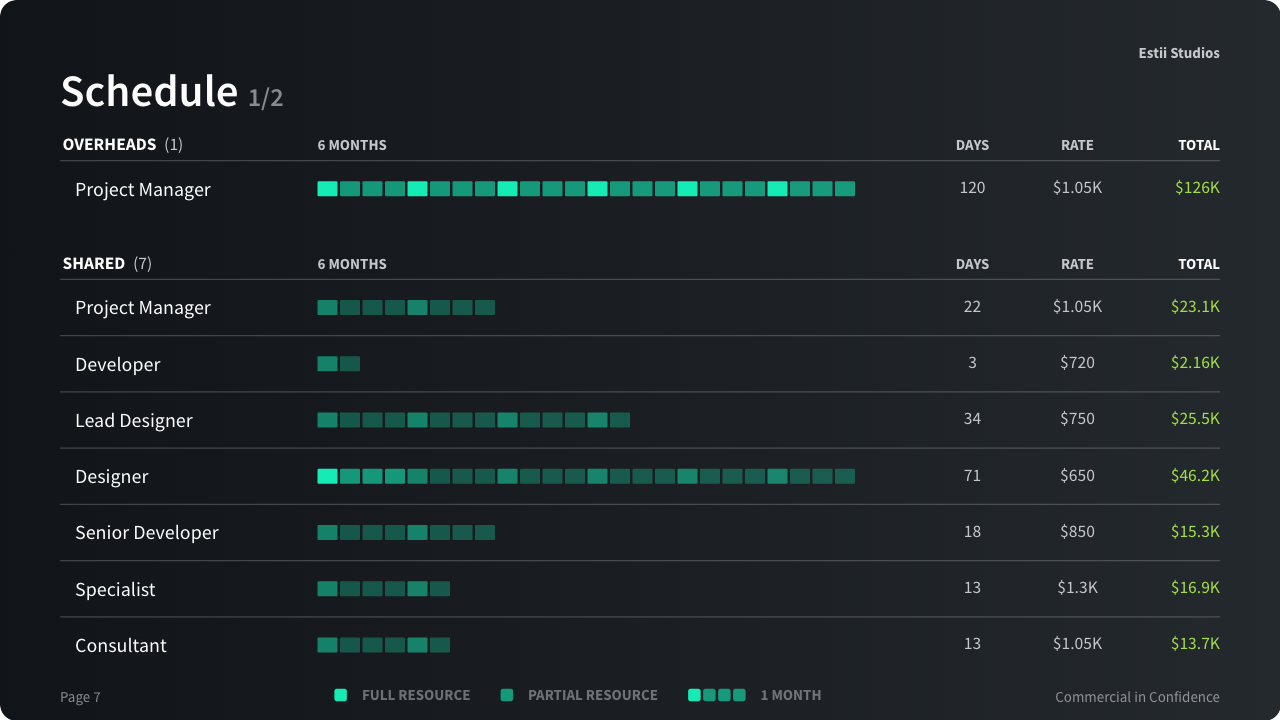 Estii Studios
Schedule 1/2
OVERHEADS (1) 6 MONTHS DAYS RATE TOTAL
Project Manager 120 $1.05K $126K
SHARED (7) 6 MONTHS DAYS RATE TOTAL
Project Manager 22 $1.05K $23.1K
Developer 3 $720 $2.16K
Lead Designer 34 $750 $25.5K
Designer 71 $650 $46.2K
Senior Developer 18 $850 $15.3K
Specialist 13 $1.3K $16.9K
Consultant 13 $1.05K $13.7K
Page 7 FULL RESOURCE PARTIAL RESOURCE 1 MONTH Commercial in Confidence